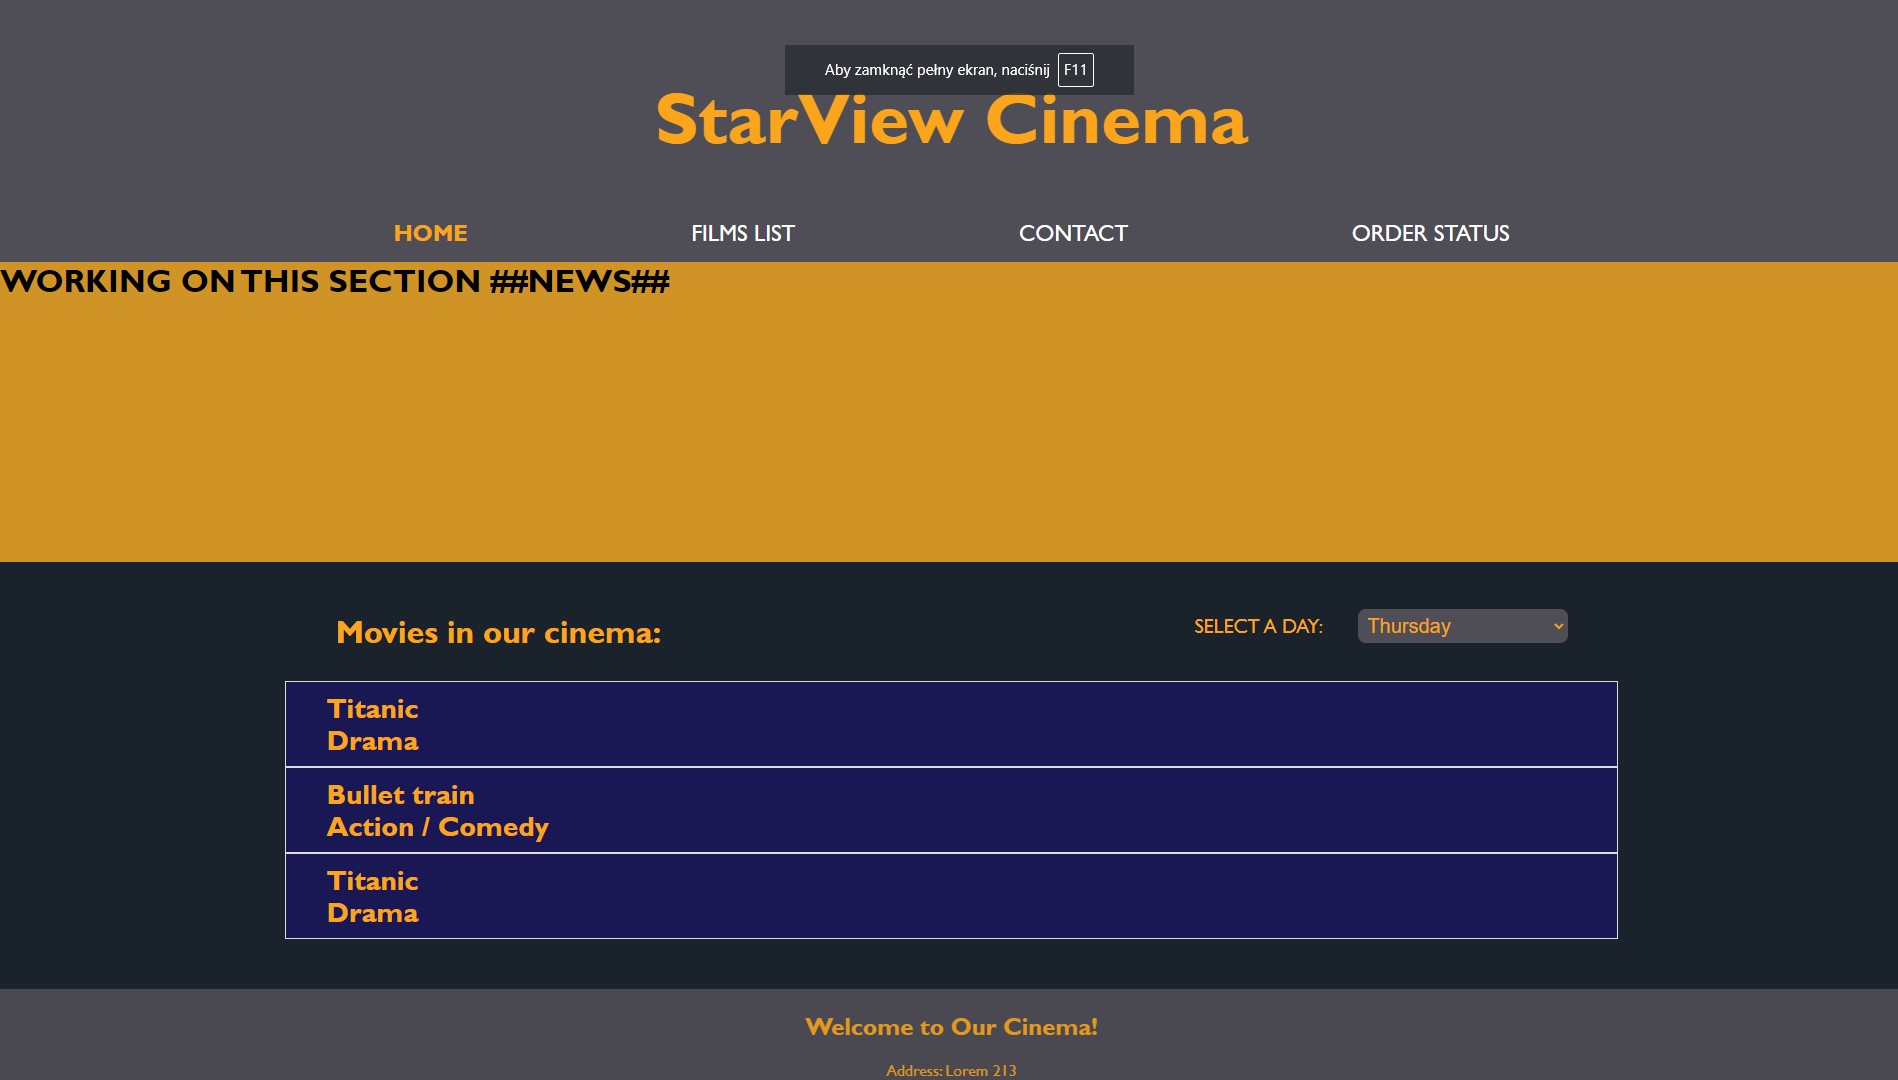 Aby zamknąć pełny ekran, naciśnij F11
StarView Cinema
HOME FILMS LIST CONTACT ORDER STATUS
WORKING ON THIS SECTION ##NEWS##
Movies in our cinema: SELECT A DAY: Thursday
Titanic
Drama
Bullet train
Action / Comedy
Titanic
Drama
Welcome to Our Cinema!
Address: Lorem 213